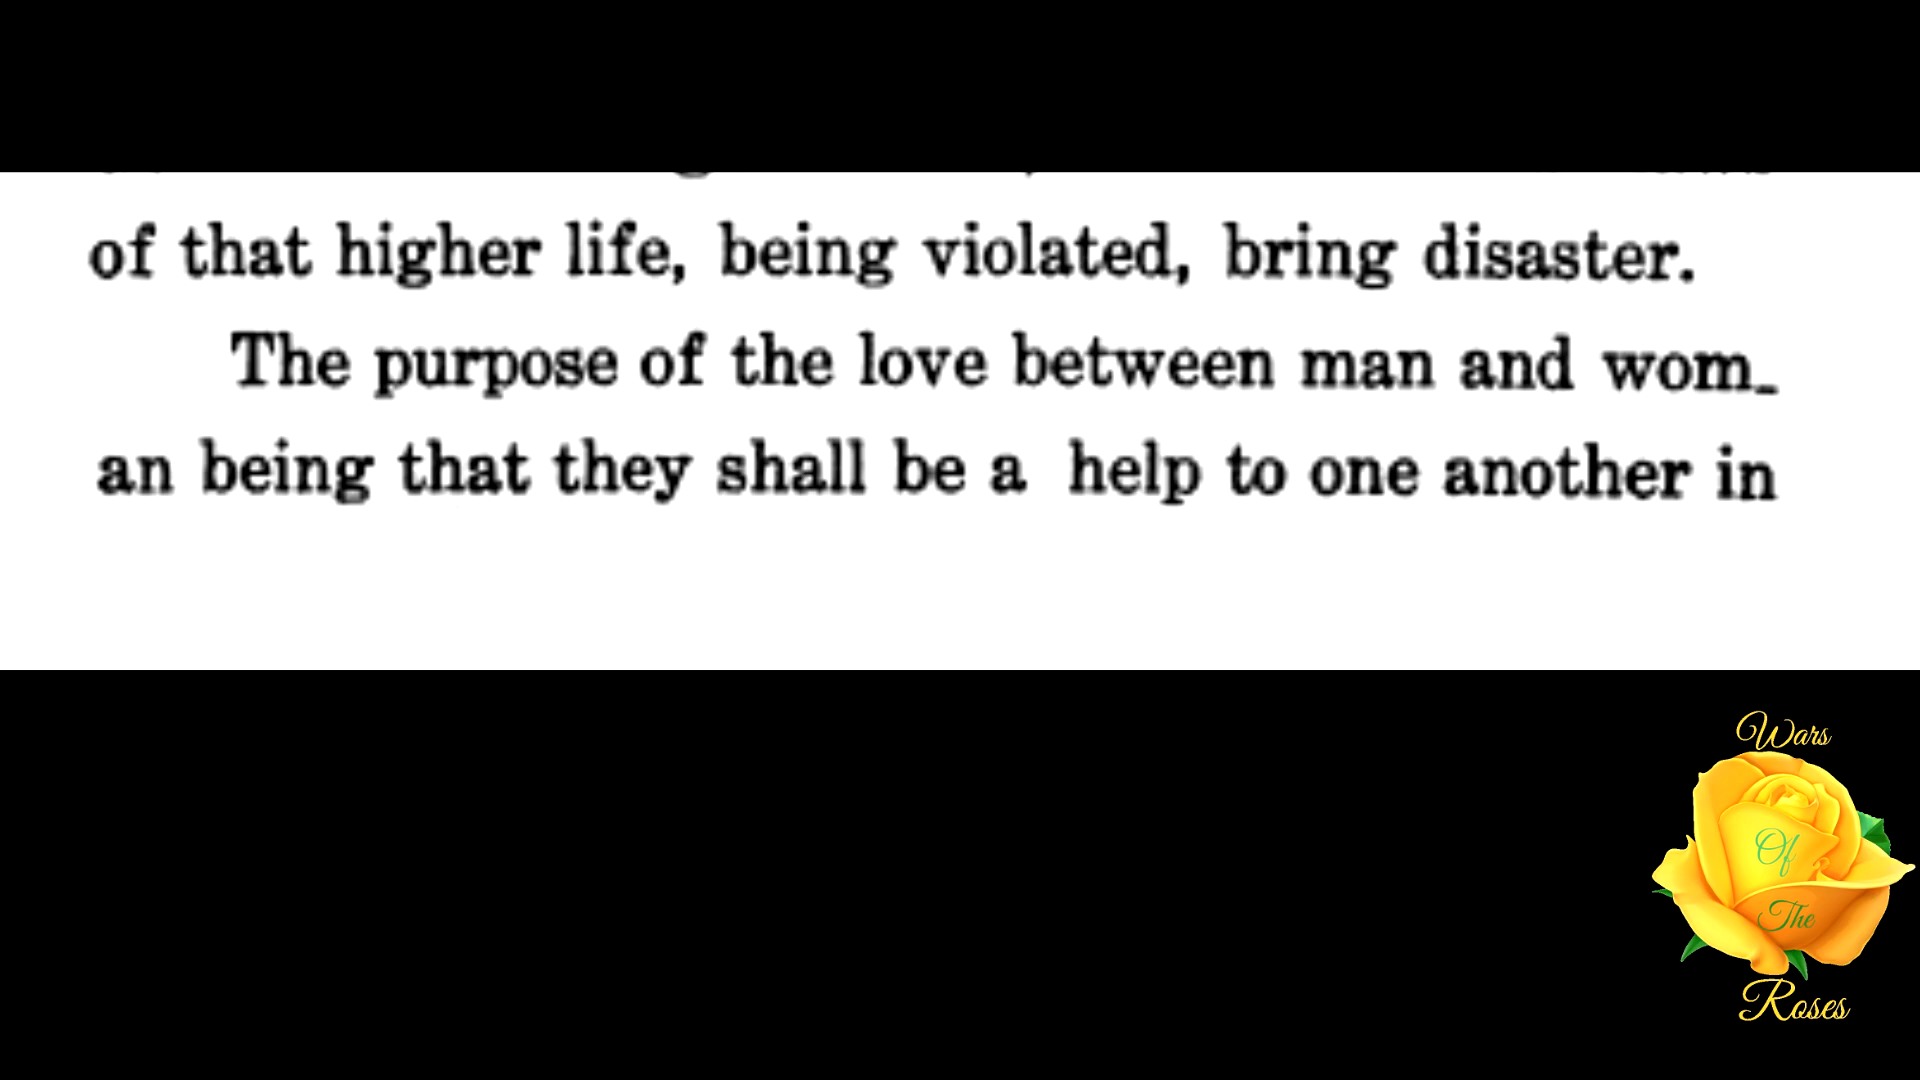 of that higher life, being violated, bring disaster.
The purpose of the love between man and wom-
an being that they shall be a help to one another in
Wars
Of
The
Roses